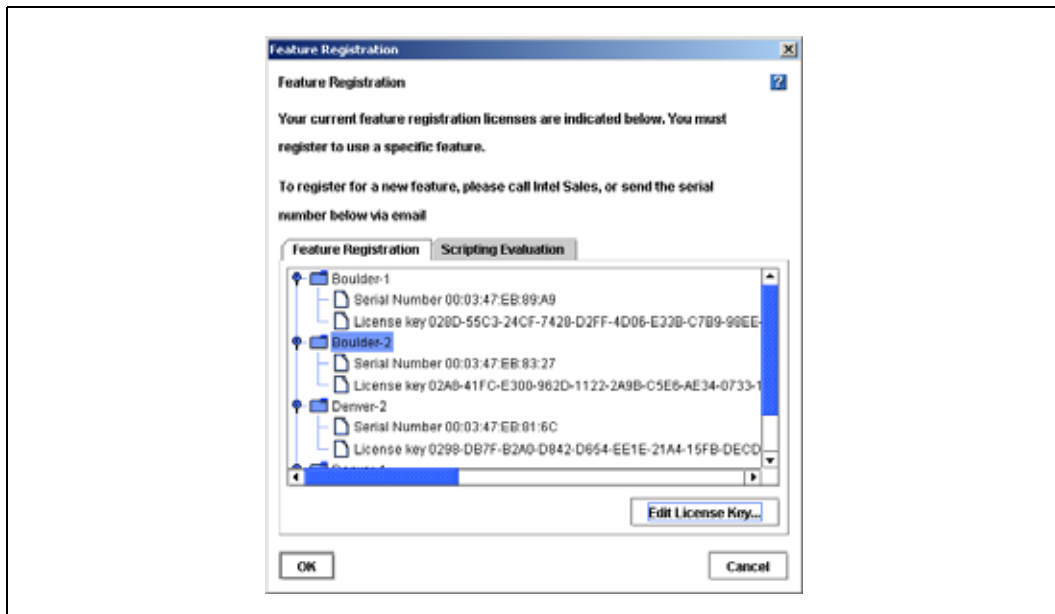 Feature Registration
Feature Registration
Your current feature registration licenses are indicated below. You must
register to use a specific feature.
To register for a new feature, please call Intel Sales, or send the serial
number below via email
Feature Registration Scripting Evaluation
Boulder-1
Serial Number 00:03:47:EB:89:A9
License key 028D-55C3-24CF-7428-D2FF-4D06-E33B-C7B9-98EE-
Boulder-2
Serial Number 00:03:47:EB:83:27
License key 02A8-41FC-E300-962D-1122-2A9B-C5E6-AE34-0733-1
Denver-2
Serial Number 00:03:47:EB:81:6C
License key 0298-DB7F-B2A0-D842-D654-EE1E-21A4-15FB-DECD
Edit License Key...
OK
Cancel